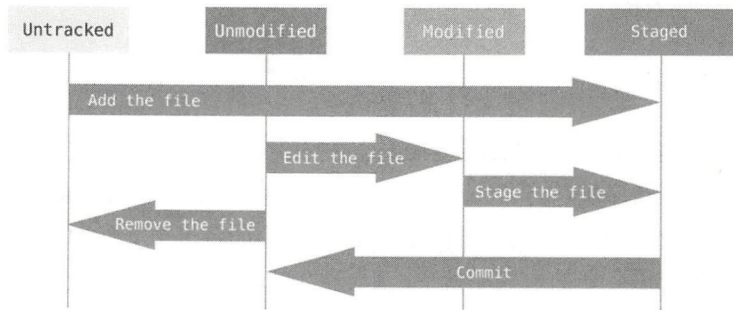 Untracked
Unmodified
Modified
Staged
Add the file
Edit the file
Stage the file
Remove the file
Commit